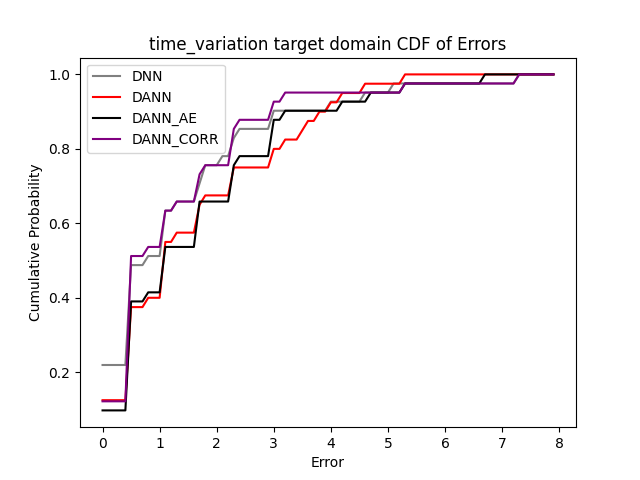 time_variation target domain CDF of Errors
DNN
DANN
DANN_AE
DANN_CORR
Cumulative Probability
1.0
0.8
0.6
0.4
0.2
0 1 2 3 4 5 6 7 8
Error